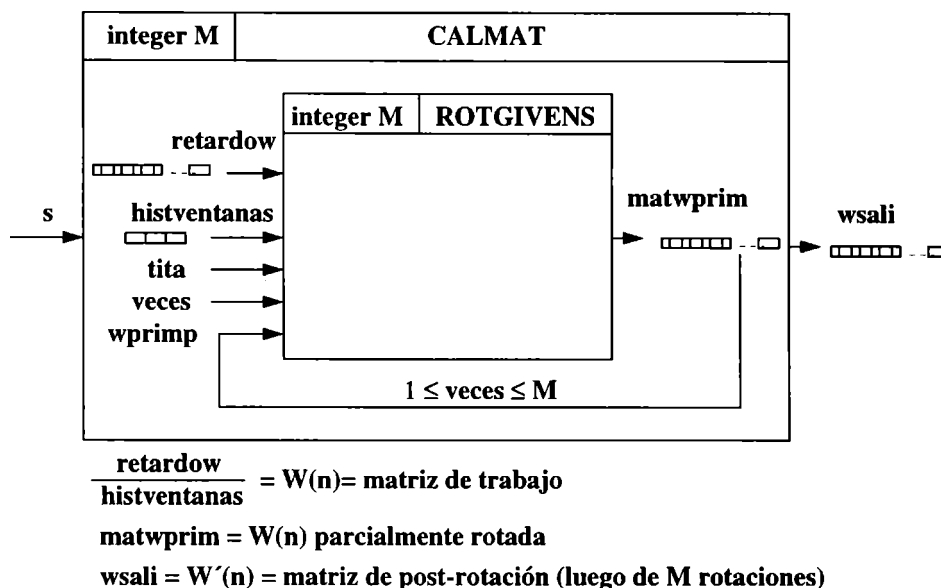 integer M
CALMAT
integer M
ROTGIVENS
retardow
s
histventanas
tita
veces
wprimp
matwprim
wsali
1 ≤ veces ≤ M
retardow
histventanas
= W(n)= matriz de trabajo
matwprim = W(n) parcialmente rotada
wsali = W´(n) = matriz de post-rotación (luego de M rotaciones)